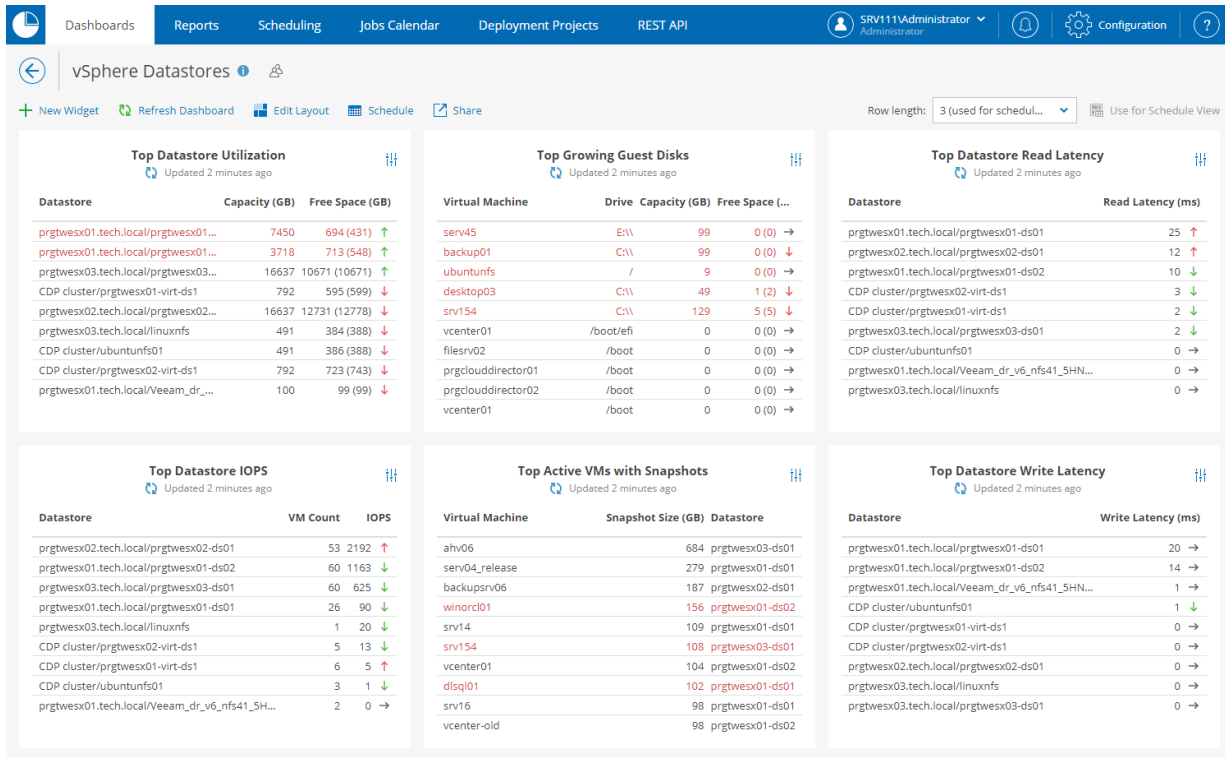 Dashboards Reports Scheduling Jobs Calendar Deployment Projects REST API SRV111\Administrator Administrator Configuration ?
vSphere Datastores
New Widget Refresh Dashboard Edit Layout Schedule Share Row length: 3 (used for schedul... Use for Schedule View
Top Datastore Utilization
Updated 2 minutes ago
Datastore Capacity (GB) Free Space (GB)
prgtwesx01.tech.local/prgtwesx01... 7450 694 (431) ↑
prgtwesx01.tech.local/prgtwesx01... 3718 713 (548) ↑
prgtwesx03.tech.local/prgtwesx03... 16637 10671 (10671) ↑
CDP cluster/prgtwesx01-virt-ds1 792 595 (599) ↓
prgtwesx02.tech.local/prgtwesx02... 16637 12731 (12778) ↓
prgtwesx03.tech.local/linuxnfs 491 384 (388) ↓
CDP cluster/ubuntunfs01 491 386 (388) ↓
CDP cluster/prgtwesx02-virt-ds1 792 723 (743) ↓
prgtwesx01.tech.local/Veeam_dr_... 100 99 (99) ↓
Top Growing Guest Disks
Updated 2 minutes ago
Virtual Machine Drive Capacity (GB) Free Space (...
serv45 E:\\ 99 0 (0) →
backup01 C:\\ 99 0 (0) ↓
ubuntunfs / 9 0 (0) →
desktop03 C:\\ 49 1 (2) ↓
srv154 C:\\ 129 5 (5) ↓
vcenter01 /boot/efi 0 0 (0) →
filesrv02 /boot 0 0 (0) →
prgclouddirector01 /boot 0 0 (0) →
prgclouddirector02 /boot 0 0 (0) →
vcenter01 /boot 0 0 (0) →
Top Datastore Read Latency
Updated 2 minutes ago
Datastore Read Latency (ms)
prgtwesx01.tech.local/prgtwesx01-ds01 25 ↑
prgtwesx02.tech.local/prgtwesx02-ds01 12 ↑
prgtwesx01.tech.local/prgtwesx01-ds02 10 ↓
CDP cluster/prgtwesx02-virt-ds1 3 ↓
CDP cluster/prgtwesx01-virt-ds1 2 ↓
prgtwesx03.tech.local/prgtwesx03-ds01 2 ↓
CDP cluster/ubuntunfs01 0 →
prgtwesx01.tech.local/Veeam_dr_v6_nfs41_5HN... 0 →
prgtwesx03.tech.local/linuxnfs 0 →
Top Datastore IOPS
Updated 2 minutes ago
Datastore VM Count IOPS
prgtwesx02.tech.local/prgtwesx02-ds01 53 2192 ↑
prgtwesx01.tech.local/prgtwesx01-ds02 60 1163 ↓
prgtwesx03.tech.local/prgtwesx03-ds01 60 625 ↓
prgtwesx01.tech.local/prgtwesx01-ds01 26 90 ↓
prgtwesx03.tech.local/linuxnfs 1 20 ↓
CDP cluster/prgtwesx02-virt-ds1 5 13 ↓
CDP cluster/prgtwesx01-virt-ds1 6 5 ↑
CDP cluster/ubuntunfs01 3 1 ↓
prgtwesx01.tech.local/Veeam_dr_v6_nfs41_5H... 2 0 →
Top Active VMs with Snapshots
Updated 2 minutes ago
Virtual Machine Snapshot Size (GB) Datastore
ahv06 684 prgtwesx03-ds01
serv04_release 279 prgtwesx01-ds01
backupsrv06 187 prgtwesx02-ds01
winorcl01 156 prgtwesx01-ds02
srv14 109 prgtwesx01-ds01
srv154 108 prgtwesx03-ds01
vcenter01 104 prgtwesx01-ds02
dlsql01 102 prgtwesx01-ds01
srv16 98 prgtwesx01-ds01
vcenter-old 98 prgtwesx01-ds02
Top Datastore Write Latency
Updated 2 minutes ago
Datastore Write Latency (ms)
prgtwesx01.tech.local/prgtwesx01-ds01 20 →
prgtwesx01.tech.local/prgtwesx01-ds02 14 →
prgtwesx01.tech.local/Veeam_dr_v6_nfs41_5HN... 1 →
CDP cluster/ubuntunfs01 1 ↓
CDP cluster/prgtwesx01-virt-ds1 0 →
CDP cluster/prgtwesx02-virt-ds1 0 →
prgtwesx02.tech.local/prgtwesx02-ds01 0 →
prgtwesx03.tech.local/linuxnfs 0 →
prgtwesx03.tech.local/prgtwesx03-ds01 0 →